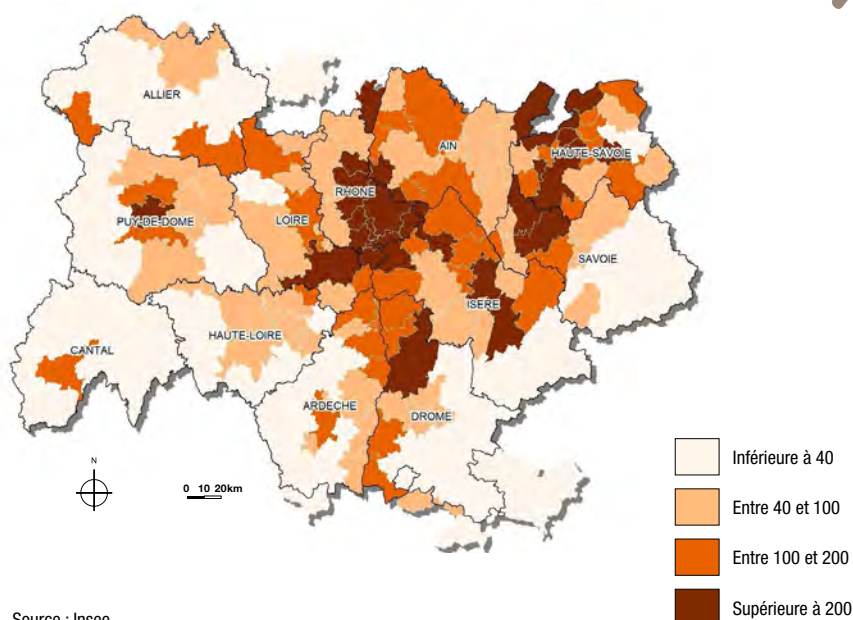 ALLIER
AIN
HAUTE-SAVOIE
RHONE
PUY-DE-DOME
LOIRE
SAVOIE
ISERE
HAUTE-LOIRE
CANTAL
ARDECHE
DROME
N
0 10 20km
Inférieure à 40
Entre 40 et 100
Entre 100 et 200
Supérieure à 200
Source : Insee